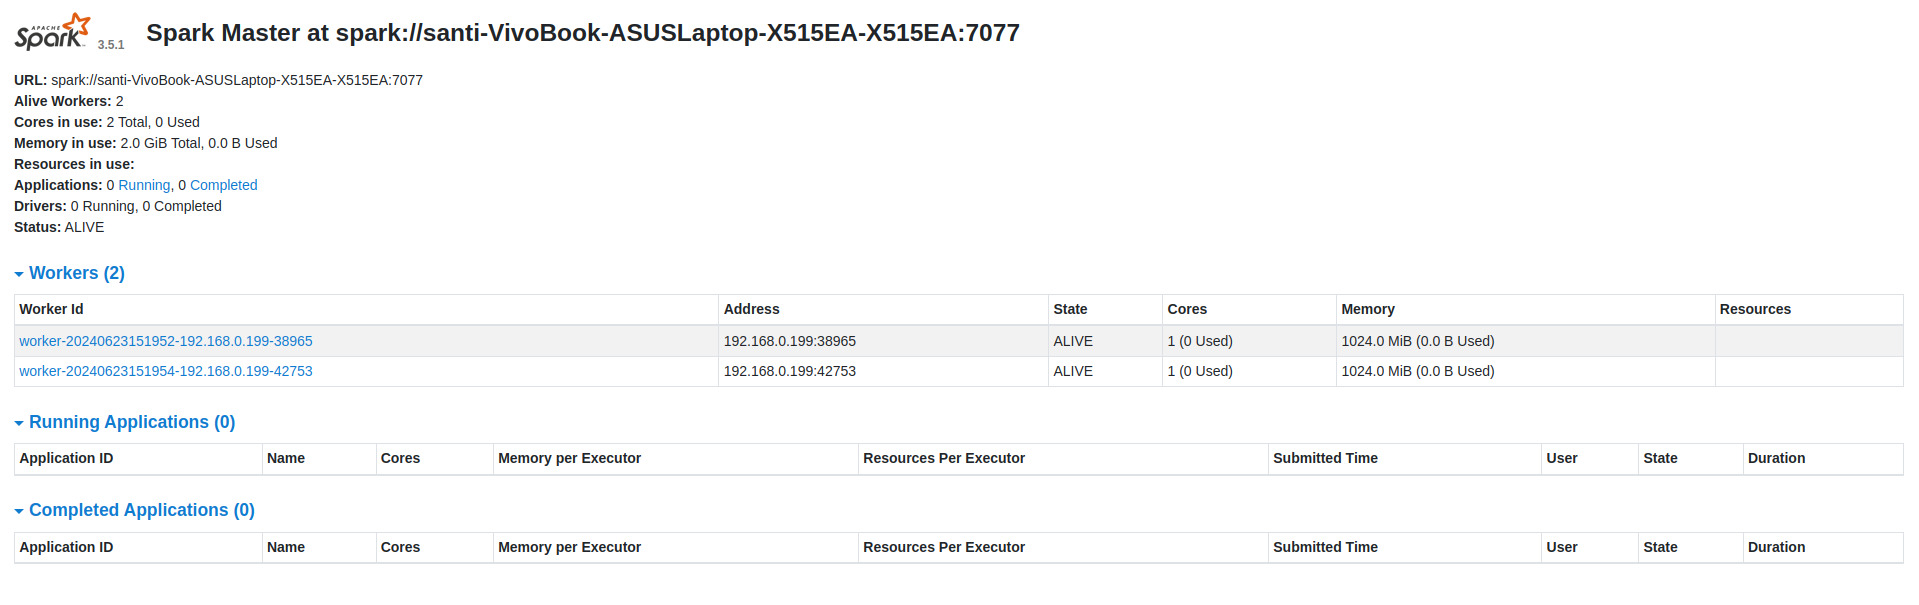 APACHE
Spark 3.5.1 Spark Master at spark://santi-VivoBook-ASUSLaptop-X515EA-X515EA:7077
URL: spark://santi-VivoBook-ASUSLaptop-X515EA-X515EA:7077
Alive Workers: 2
Cores in use: 2 Total, 0 Used
Memory in use: 2.0 GiB Total, 0.0 B Used
Resources in use:
Applications: 0 Running, 0 Completed
Drivers: 0 Running, 0 Completed
Status: ALIVE
Workers (2)
Worker Id Address State Cores Memory Resources
worker-20240623151952-192.168.0.199-38965 192.168.0.199:38965 ALIVE 1 (0 Used) 1024.0 MiB (0.0 B Used)
worker-20240623151954-192.168.0.199-42753 192.168.0.199:42753 ALIVE 1 (0 Used) 1024.0 MiB (0.0 B Used)
Running Applications (0)
Application ID Name Cores Memory per Executor Resources Per Executor Submitted Time User State Duration
Completed Applications (0)
Application ID Name Cores Memory per Executor Resources Per Executor Submitted Time User State Duration